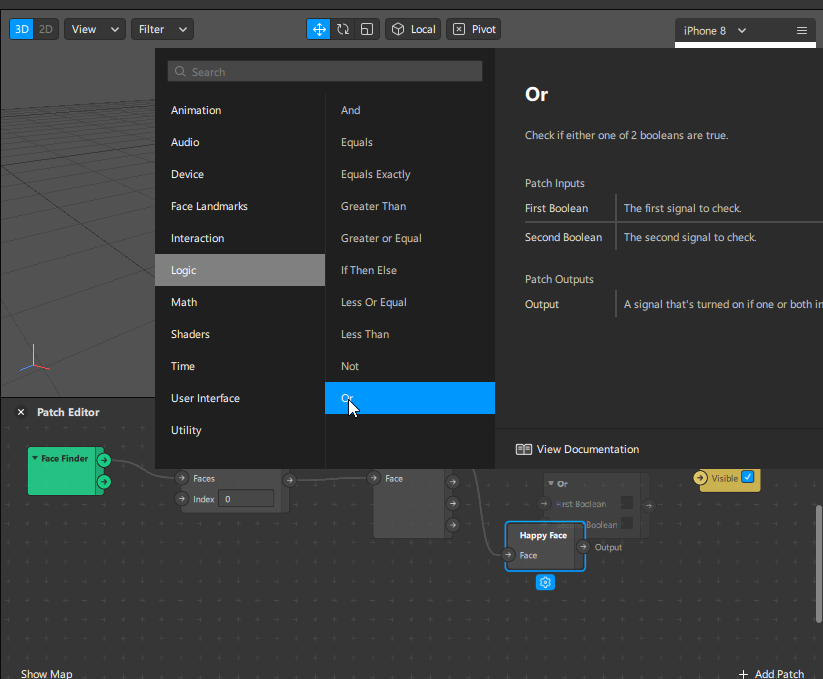 3D 2D View Filter Local Pivot iPhone 8
Search
Animation
Audio
Device
Face Landmarks
Interaction
Logic
Math
Shaders
Time
User Interface
Utility
And
Equals
Equals Exactly
Greater Than
Greater or Equal
If Then Else
Less Or Equal
Less Than
Not
Or
Or
Check if either one of 2 booleans are true.
Patch Inputs
First Boolean The first signal to check.
Second Boolean The second signal to check.
Patch Outputs
Output A signal that's turned on if one or both in
View Documentation
Patch Editor
Face Finder
Faces
Index 0
Face
Or
First Boolean
Boolean
Happy Face
Face
Output
Visible
Show Map
Add Patch